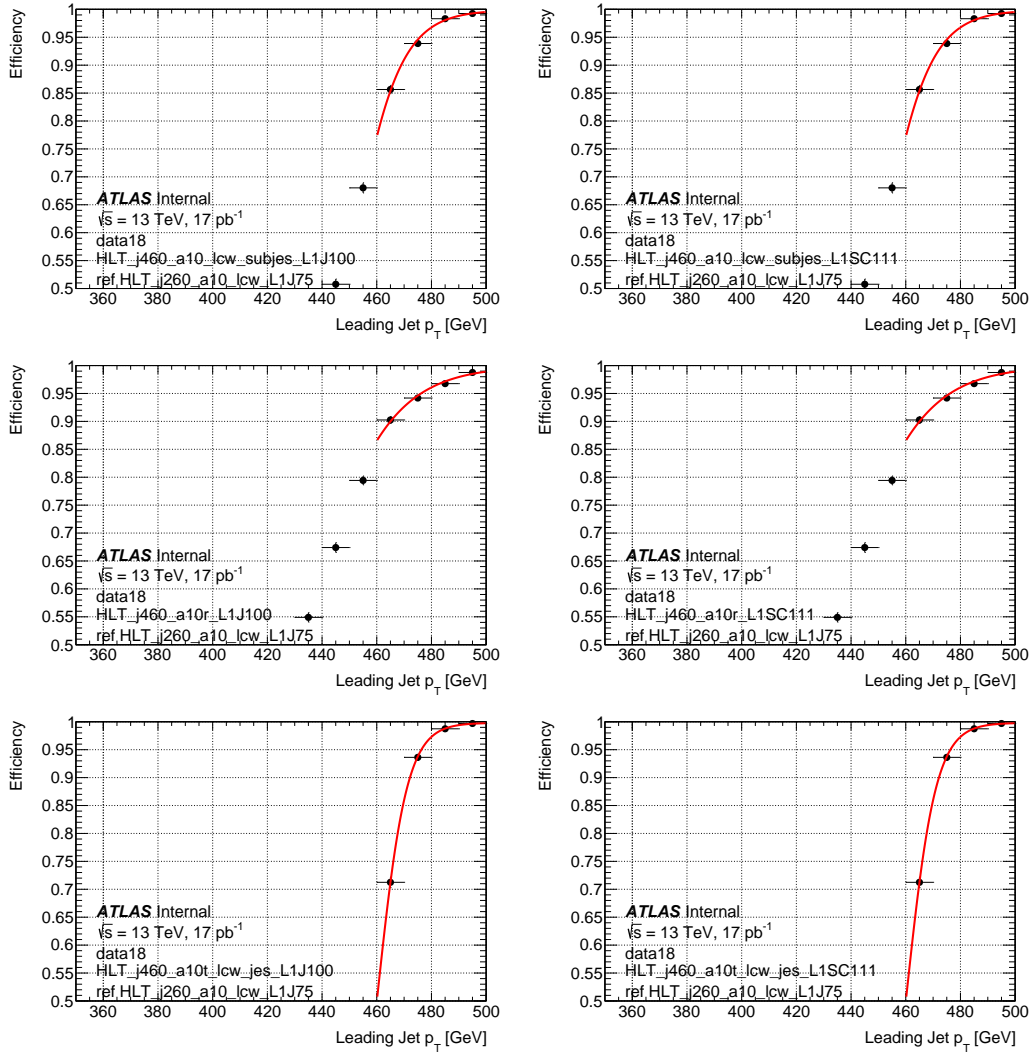 Efficiency
1
0.95
0.9
0.85
0.8
0.75
0.7
0.65
0.6
0.55
0.5
ATLAS Internal
√s = 13 TeV, 17 pb⁻¹
data18
HLT_j460_a10_lcw_subjes_L1J100
ref HLT_j260_a10_lcw_L1J75
360 380 400 420 440 460 480 500
Leading Jet p_T [GeV]
Efficiency
1
0.95
0.9
0.85
0.8
0.75
0.7
0.65
0.6
0.55
0.5
ATLAS Internal
√s = 13 TeV, 17 pb⁻¹
data18
HLT_j460_a10_lcw_subjes_L1SC111
ref HLT_j260_a10_lcw_L1J75
360 380 400 420 440 460 480 500
Leading Jet p_T [GeV]
Efficiency
1
0.95
0.9
0.85
0.8
0.75
0.7
0.65
0.6
0.55
0.5
ATLAS Internal
√s = 13 TeV, 17 pb⁻¹
data18
HLT_j460_a10r_L1J100
ref HLT_j260_a10_lcw_L1J75
360 380 400 420 440 460 480 500
Leading Jet p_T [GeV]
Efficiency
1
0.95
0.9
0.85
0.8
0.75
0.7
0.65
0.6
0.55
0.5
ATLAS Internal
√s = 13 TeV, 17 pb⁻¹
data18
HLT_j460_a10r_L1SC111
ref HLT_j260_a10_lcw_L1J75
360 380 400 420 440 460 480 500
Leading Jet p_T [GeV]
Efficiency
1
0.95
0.9
0.85
0.8
0.75
0.7
0.65
0.6
0.55
0.5
ATLAS Internal
√s = 13 TeV, 17 pb⁻¹
data18
HLT_j460_a10t_lcw_jes_L1J100
ref HLT_j260_a10_lcw_L1J75
360 380 400 420 440 460 480 500
Leading Jet p_T [GeV]
Efficiency
1
0.95
0.9
0.85
0.8
0.75
0.7
0.65
0.6
0.55
0.5
ATLAS Internal
√s = 13 TeV, 17 pb⁻¹
data18
HLT_j460_a10t_lcw_jes_L1SC111
ref HLT_j260_a10_lcw_L1J75
360 380 400 420 440 460 480 500
Leading Jet p_T [GeV]